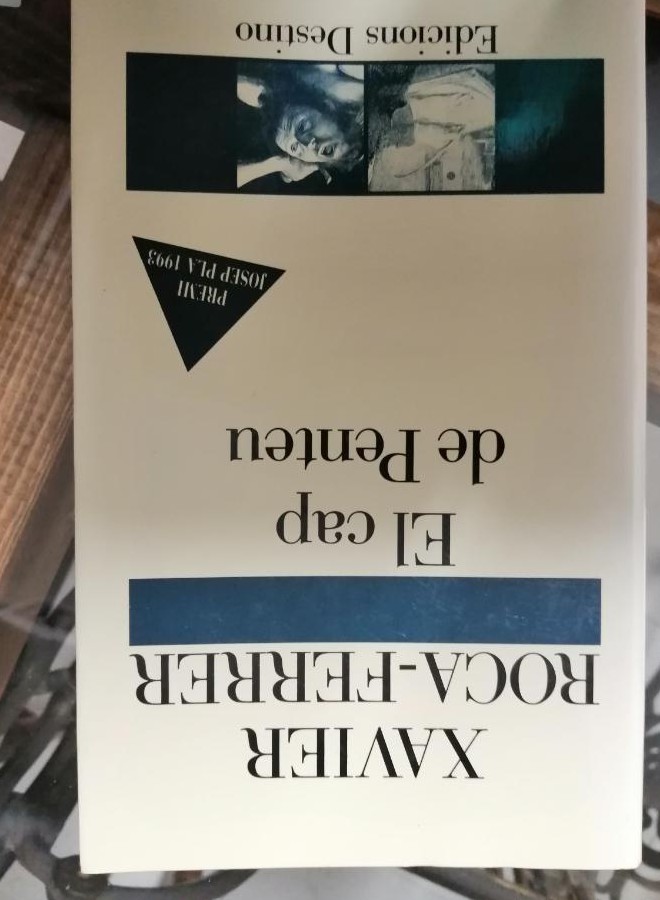 XAVIER
ROCA-FERRER
El cap
de Penteu
PREMI
JOSEP PLA 1993
Edicions Destino